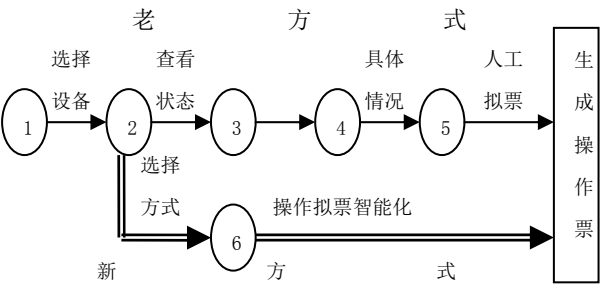 老 方 式
选择 查看 具体 人工
设备 状态 情况 拟票
1 2 3 4 5
选择
方式 操作拟票智能化
6
新 方 式
生
成
操
作
票